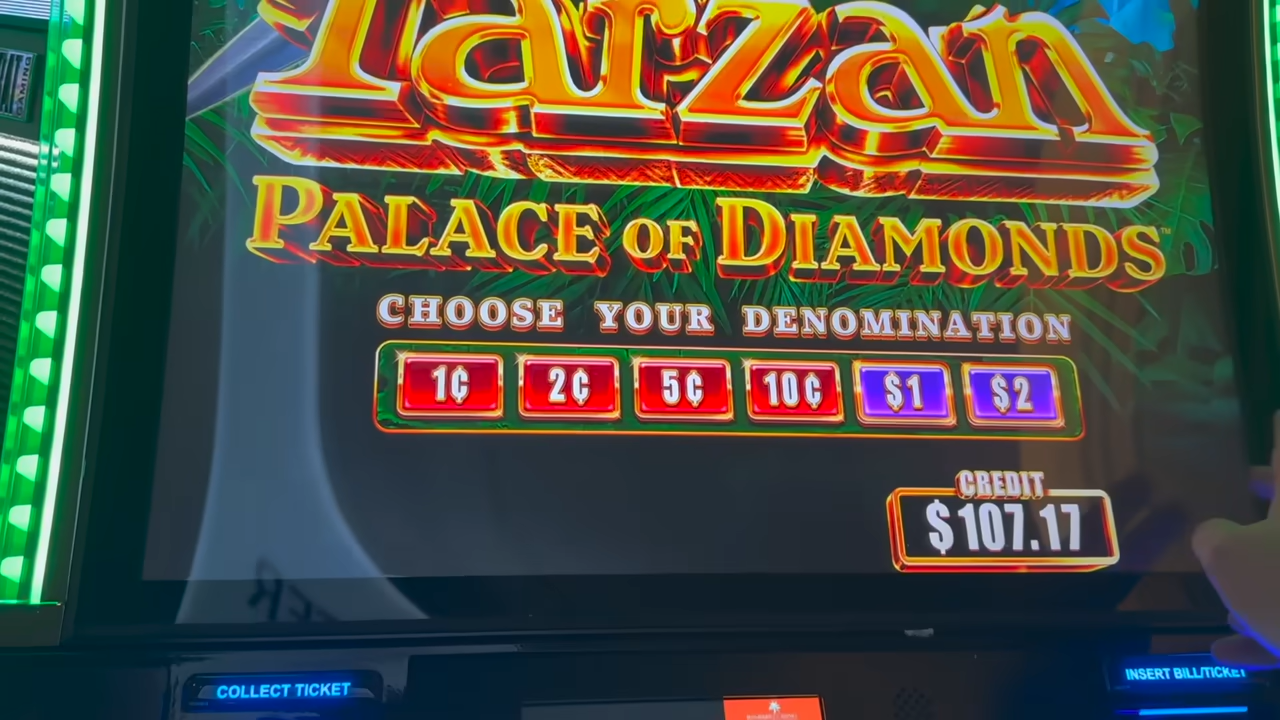 Tarzan
PALACE OF DIAMONDS™
CHOOSE YOUR DENOMINATION
1¢ 2¢ 5¢ 10¢ $1 $2
CREDIT
$107.17
COLLECT TICKET
INSERT BILL/TICKET